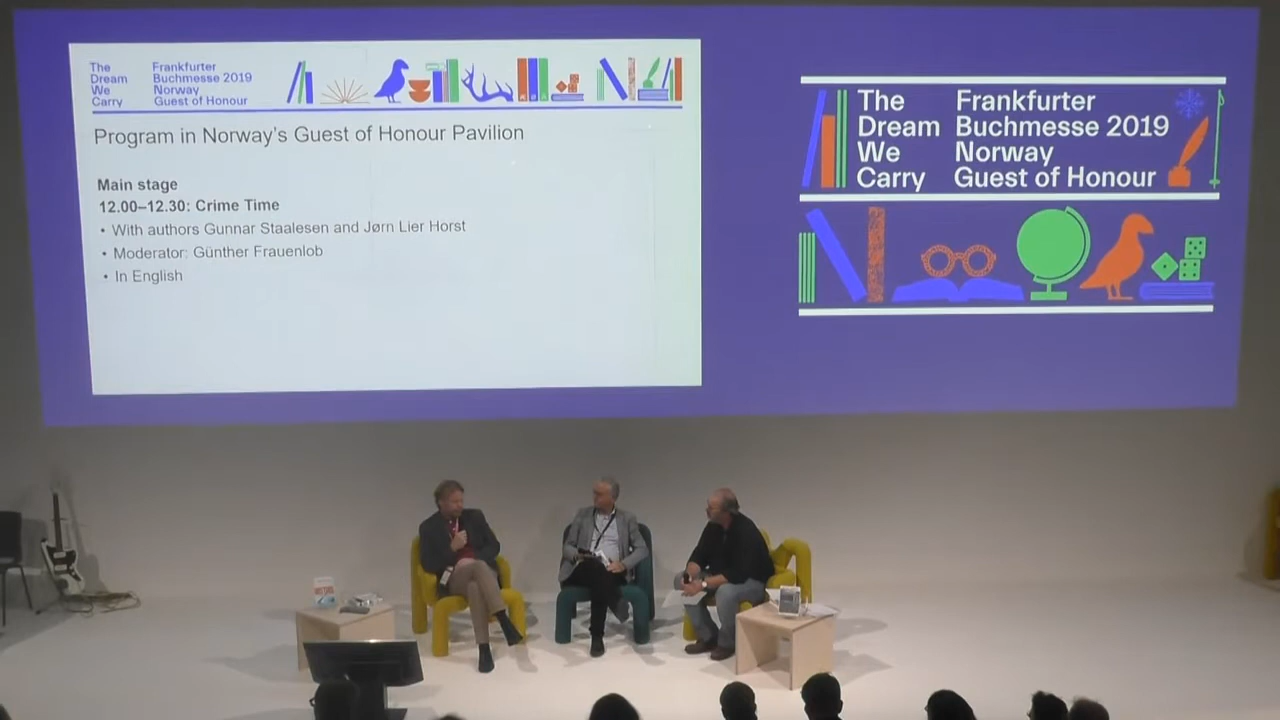 The
Dream
We
Carry
Frankfurter
Buchmesse 2019
Norway
Guest of Honour
Program in Norway's Guest of Honour Pavilion
Main stage
12.00–12.30: Crime Time
• With authors Gunnar Staalesen and Jørn Lier Horst
• Moderator: Günther Frauenlob
• In English
The
Dream
We
Carry
Frankfurter
Buchmesse 2019
Norway
Guest of Honour